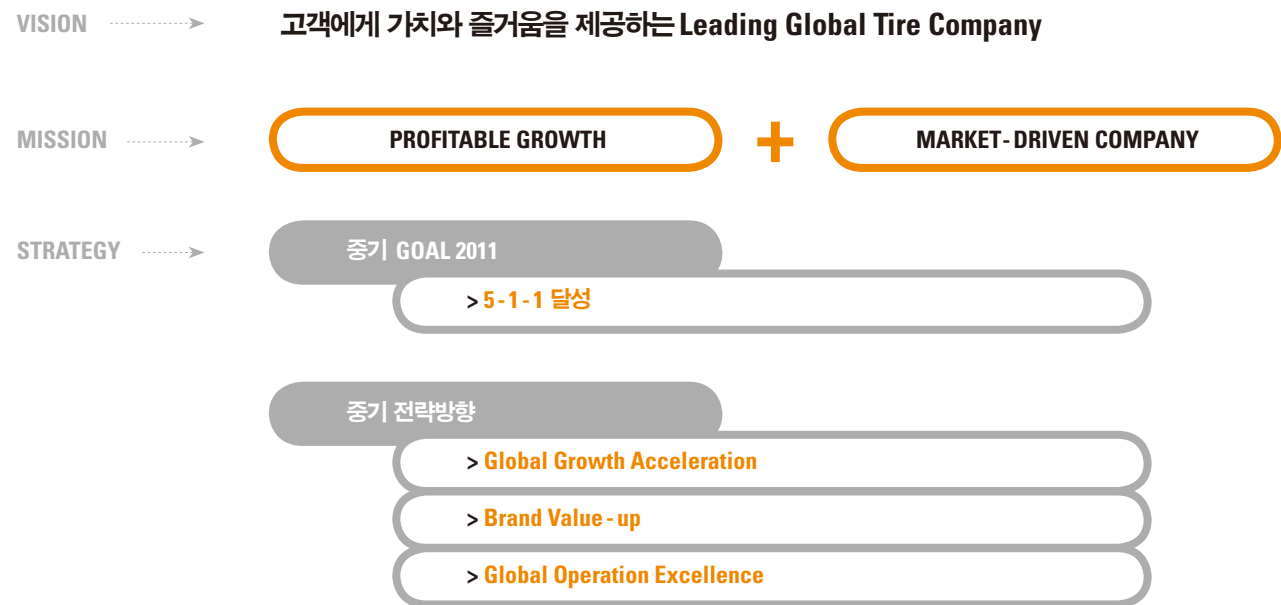 VISION
고객에게 가치와 즐거움을 제공하는 Leading Global Tire Company
MISSION
PROFITABLE GROWTH + MARKET-DRIVEN COMPANY
STRATEGY
중기 GOAL 2011
> 5-1-1 달성
중기 전략방향
> Global Growth Acceleration
> Brand Value-up
> Global Operation Excellence